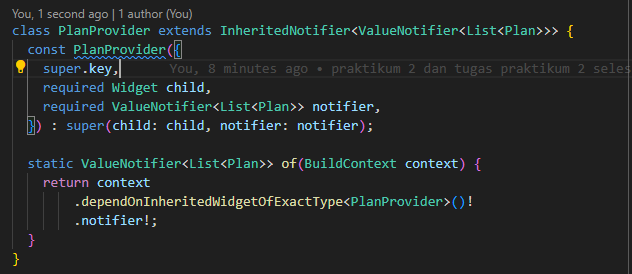 You, 1 second ago | 1 author (You)
class PlanProvider extends InheritedNotifier<ValueNotifier<List<Plan>>> {
  const PlanProvider({
    super.key,    You, 8 minutes ago • praktikum 2 dan tugas praktikum 2 seles
    required Widget child,
    required ValueNotifier<List<Plan>> notifier,
  }) : super(child: child, notifier: notifier);
  static ValueNotifier<List<Plan>> of(BuildContext context) {
    return context
        .dependOnInheritedWidgetOfExactType<PlanProvider>()!
        .notifier!;
  }
}